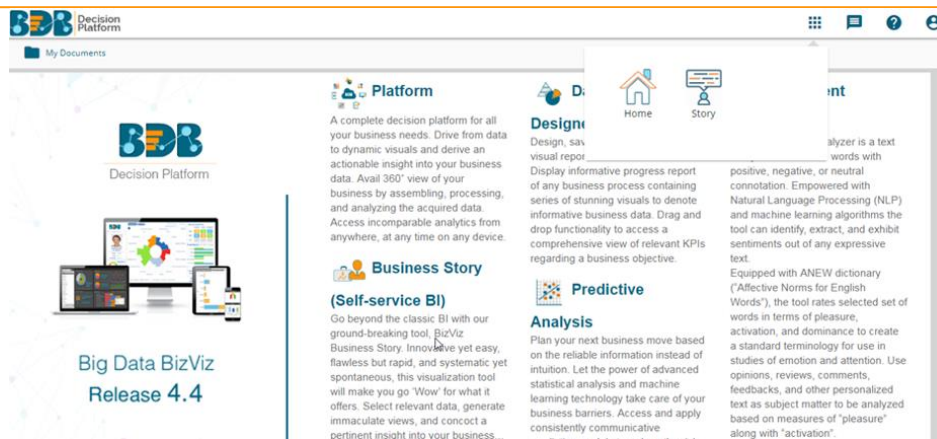 BDB Decision
Platform
My Documents
Home
Story
BDB
Decision Platform
Big Data BizViz
Release 4.4
Platform
A complete decision platform for all
your business needs. Drive from data
to dynamic visuals and derive an
actionable insight into your business
data. Avail 360° view of your
business by assembling, processing,
and analyzing the acquired data.
Access incomparable analytics from
anywhere, at any time on any device.
Business Story
(Self-service BI)
Go beyond the classic BI with our
ground-breaking tool, BizViz
Business Story. Innovative yet easy,
flawless but rapid, and systematic yet
spontaneous, this visualization tool
will make you go 'Wow' for what it
offers. Select relevant data, generate
immaculate views, and concoct a
pertinent insight into your business...
Designe
Design, sav
visual repor
Display informative progress report
of any business process containing
series of stunning visuals to denote
informative business data. Drag and
drop functionality to access a
comprehensive view of relevant KPIs
regarding a business objective.
Predictive
Analysis
Plan your next business move based
on the reliable information instead of
intuition. Let the power of advanced
statistical analysis and machine
learning technology take care of your
business barriers. Access and apply
consistently communicative
ent
alyzer is a text
words with
positive, negative, or neutral
connotation. Empowered with
Natural Language Processing (NLP)
and machine learning algorithms the
tool can identify, extract, and exhibit
sentiments out of any expressive
text.
Equipped with ANEW dictionary
("Affective Norms for English
Words"), the tool rates selected set of
words in terms of pleasure,
activation, and dominance to create
a standard terminology for use in
studies of emotion and attention. Use
opinions, reviews, comments,
feedbacks, and other personalized
text as subject matter to be analyzed
based on measures of "pleasure"
along with "activation".